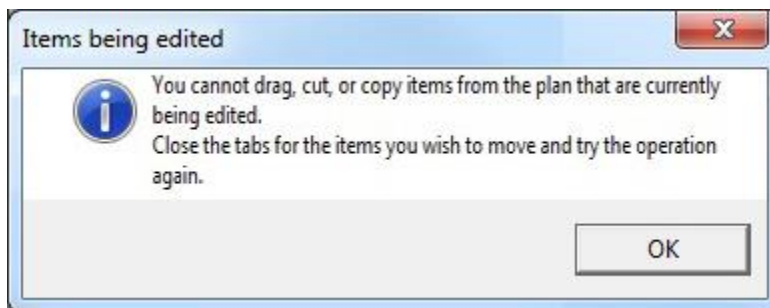 Items being edited
You cannot drag, cut, or copy items from the plan that are currently
being edited.
Close the tabs for the items you wish to move and try the operation
again.
OK